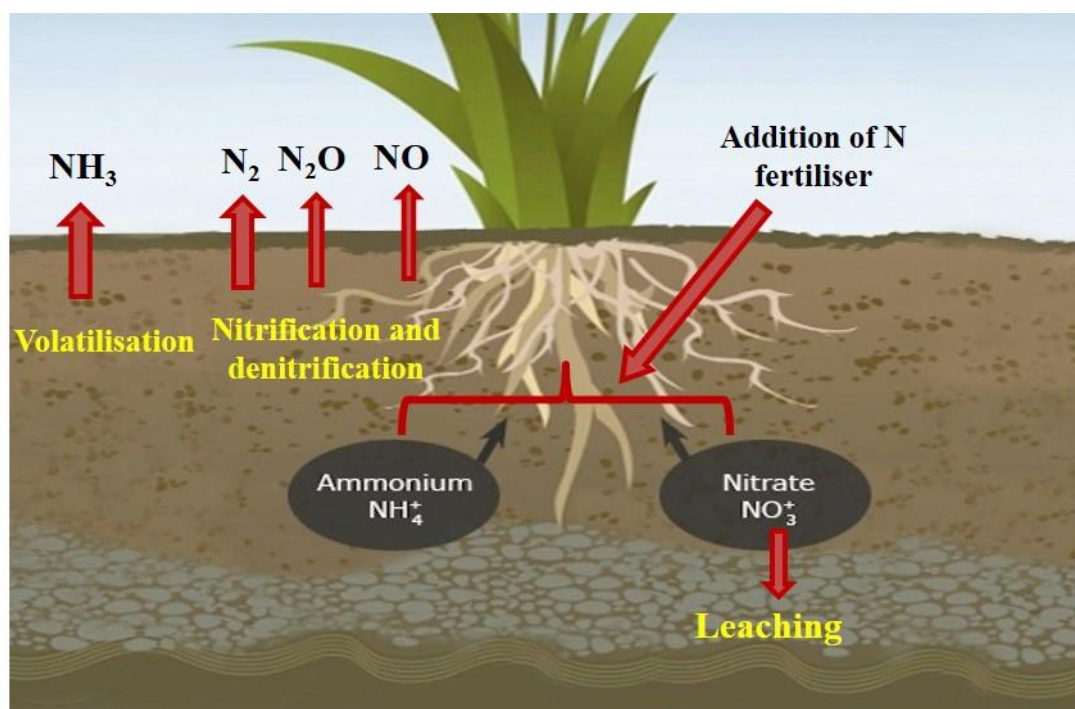 NH₃
N₂
N₂O
NO
Addition of N
fertiliser
Volatilisation
Nitrification and
denitrification
Ammonium
NH₄⁺
Nitrate
NO₃⁺
Leaching